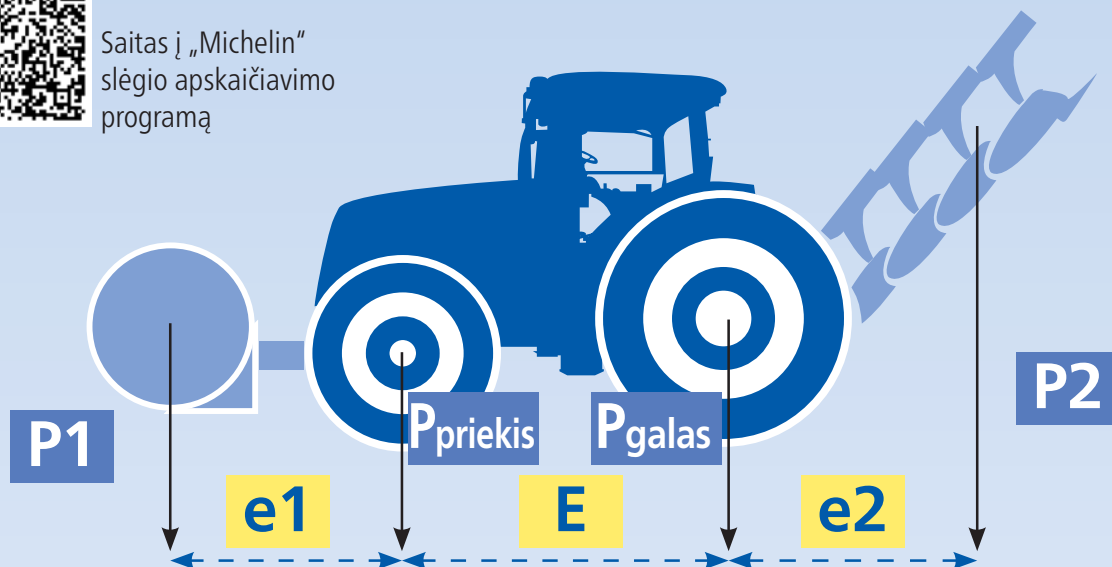 Saitas į „Michelin“
slėgio apskaičiavimo
programą
P1
Ppriekis
Pgalas
P2
e1
E
e2